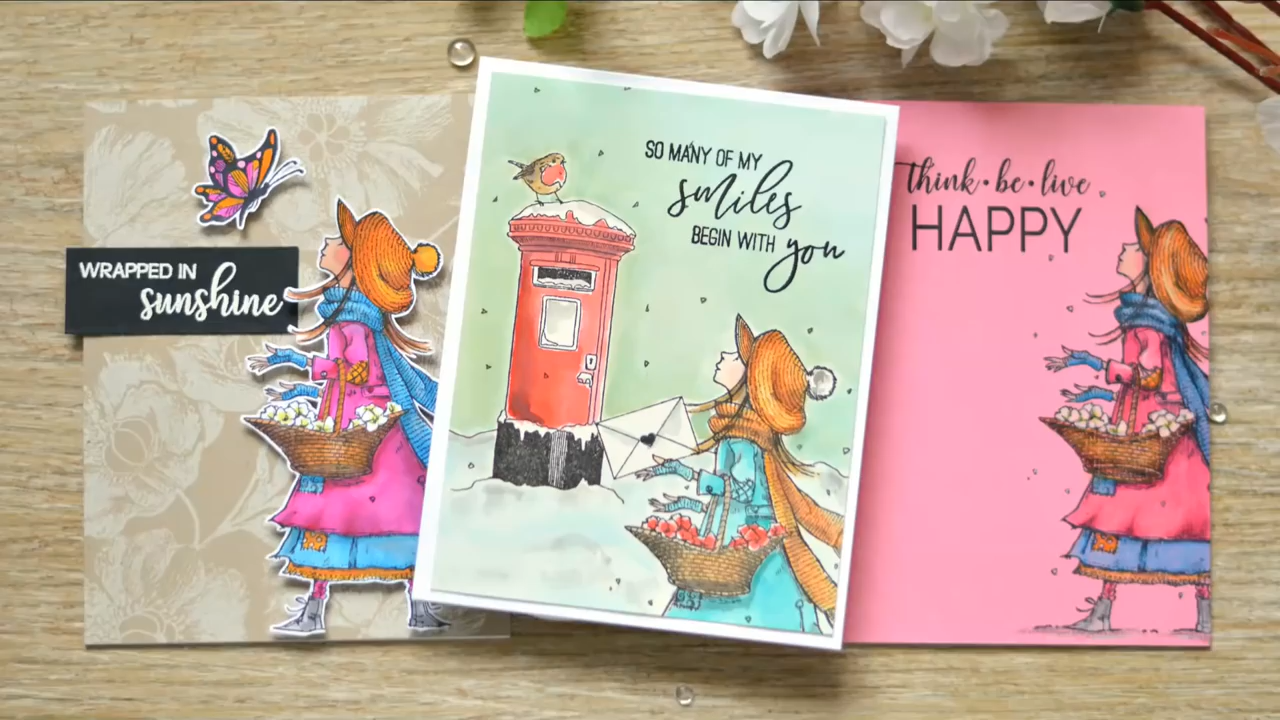 WRAPPED IN
sunshine
SO MANY OF MY
smiles
BEGIN WITH you
think • be • live
HAPPY